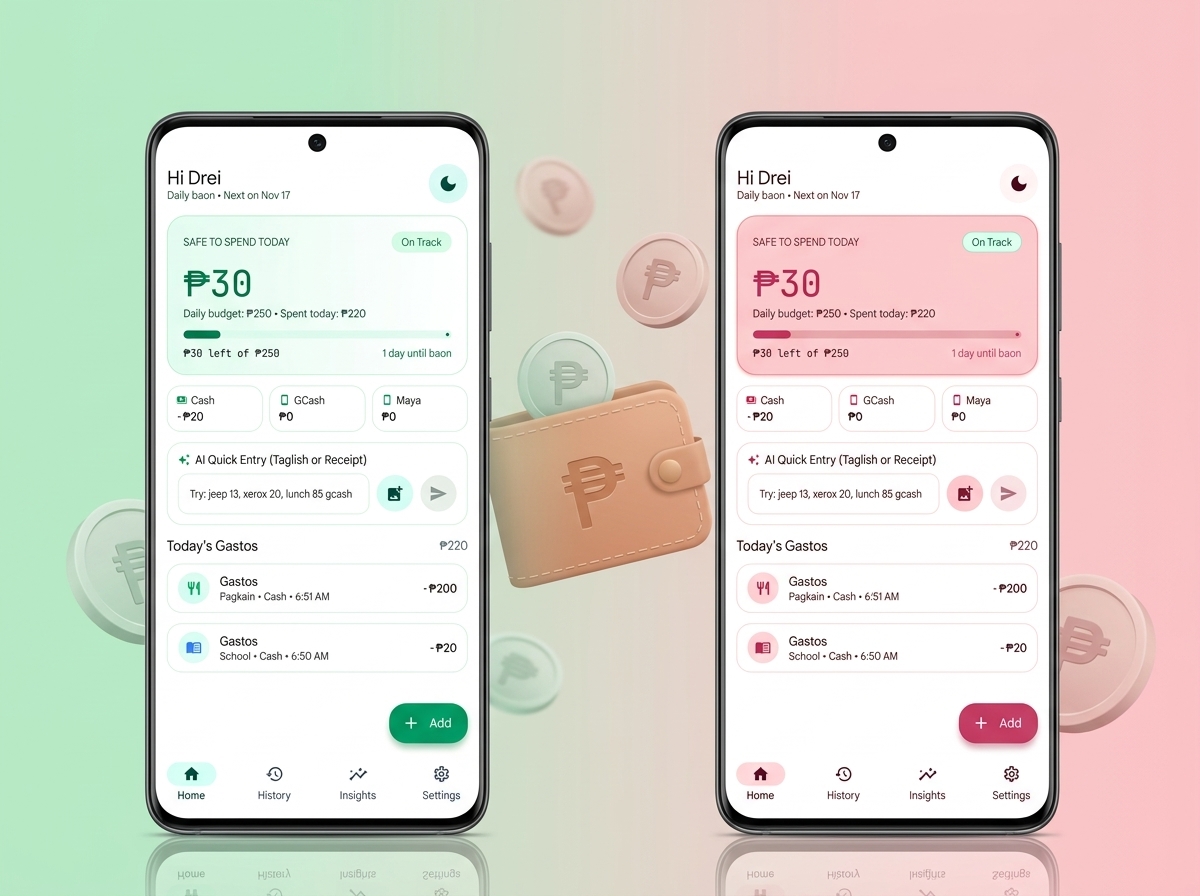 Hi Drei
Daily baon • Next on Nov 17
SAFE TO SPEND TODAY
On Track
₱30
Daily budget: ₱250 • Spent today: ₱220
₱30 left of ₱250
1 day until baon
Cash
-₱20
GCash
₱0
Maya
₱0
AI Quick Entry (Taglish or Receipt)
Try: jeep 13, xerox 20, lunch 85 gcash
Today's Gastos
₱220
Gastos
-₱200
Pagkain • Cash • 6:51 AM
Gastos
-₱20
School • Cash • 6:50 AM
+ Add
Home
History
Insights
Settings
Hi Drei
Daily baon • Next on Nov 17
SAFE TO SPEND TODAY
On Track
₱30
Daily budget: ₱250 • Spent today: ₱220
₱30 left of ₱250
1 day until baon
Cash
-₱20
GCash
₱0
Maya
₱0
AI Quick Entry (Taglish or Receipt)
Try: jeep 13, xerox 20, lunch 85 gcash
Today's Gastos
₱220
Gastos
-₱200
Pagkain • Cash • 6:51 AM
Gastos
-₱20
School • Cash • 6:50 AM
+ Add
Home
History
Insights
Settings
₱
₱
₱
₱
₱
₱
₱